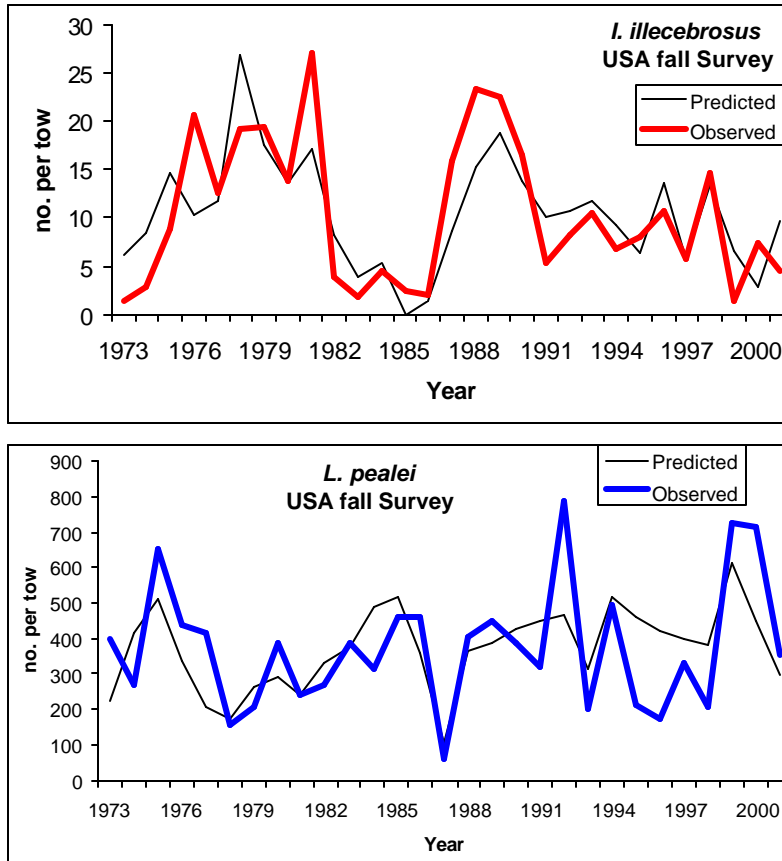 I. illecebrosus
USA fall Survey
Predicted
Observed
no. per tow
30
25
20
15
10
5
0
1973 1976 1979 1982 1985 1988 1991 1994 1997 2000
Year
L. pealei
USA fall Survey
Predicted
Observed
no. per tow
900
800
700
600
500
400
300
200
100
0
1973 1976 1979 1982 1985 1988 1991 1994 1997 2000
Year